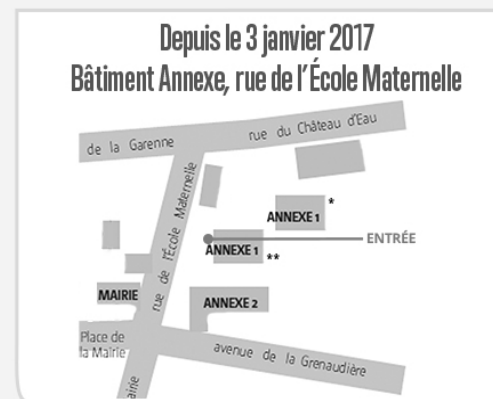 Depuis le 3 janvier 2017
Bâtiment Annexe, rue de l'École Maternelle
de la Garenne
rue du Château d'Eau
rue de l'École Maternelle
ANNEXE 1 *
ENTRÉE
ANNEXE 1 **
MAIRIE
ANNEXE 2
Place de
la Mairie
avenue de la Grenaudière
airie